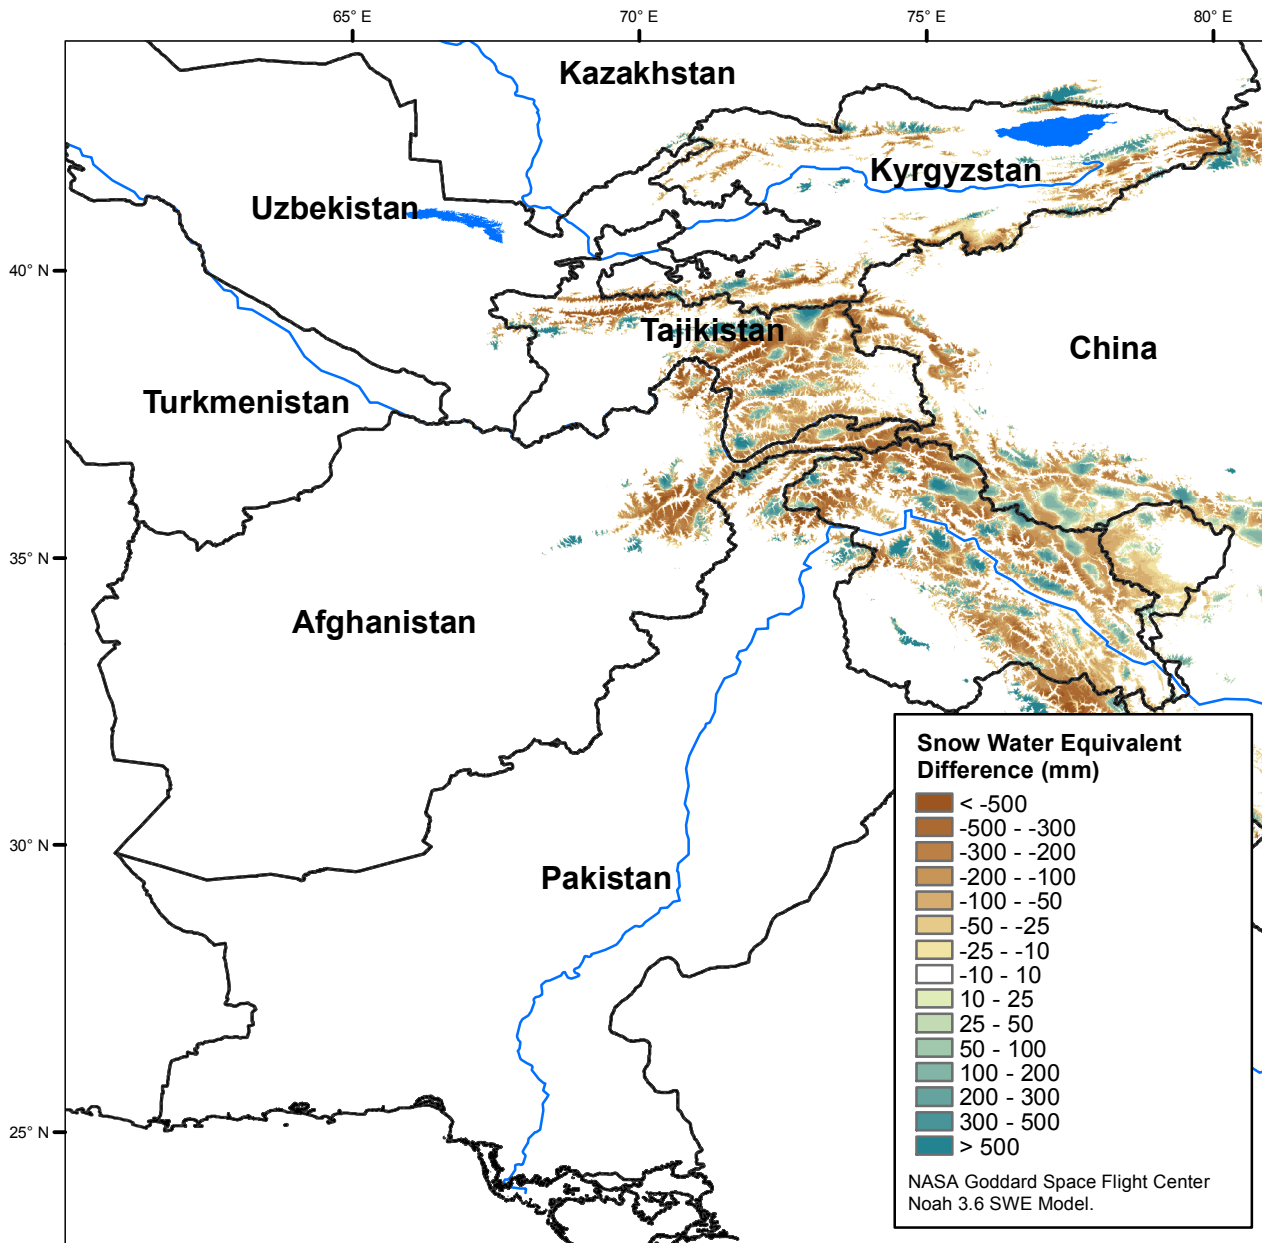 65° E
70° E
75° E
80° E
Kazakhstan
Kyrgyzstan
Uzbekistan
40° N
Tajikistan
China
Turkmenistan
35° N
Afghanistan
30° N
Pakistan
25° N
Snow Water Equivalent
Difference (mm)
< -500
-500 - -300
-300 - -200
-200 - -100
-100 - -50
-50 - -25
-25 - -10
-10 - 10
10 - 25
25 - 50
50 - 100
100 - 200
200 - 300
300 - 500
> 500
NASA Goddard Space Flight Center
Noah 3.6 SWE Model.